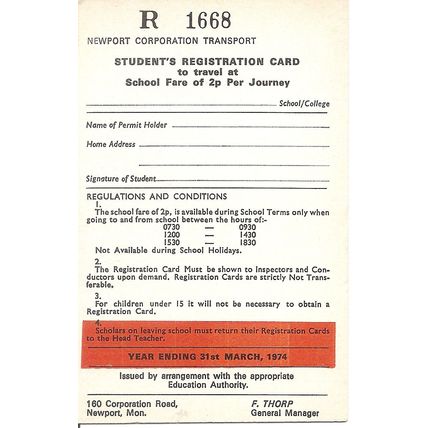 R 1668
NEWPORT CORPORATION TRANSPORT
STUDENT'S REGISTRATION CARD
to travel at
School Fare of 2p Per Journey
School/College
Name of Permit Holder
Home Address
Signature of Student
REGULATIONS AND CONDITIONS
1.
The school fare of 2p, is available during School Terms only when
going to and from school between the hours of:-
0730 — 0930
1200 — 1430
1530 — 1830
Not Available during School Holidays.
2.
The Registration Card Must be shown to Inspectors and Con-
ductors upon demand. Registration Cards are strictly Not Trans-
ferable.
3.
For children under 15 it will not be necessary to obtain a
Registration Card.
4.
Scholars on leaving school must return their Registration Cards
to the Head Teacher.
YEAR ENDING 31st MARCH, 1974
Issued by arrangement with the appropriate
Education Authority.
160 Corporation Road, F. THORP
Newport, Mon. General Manager